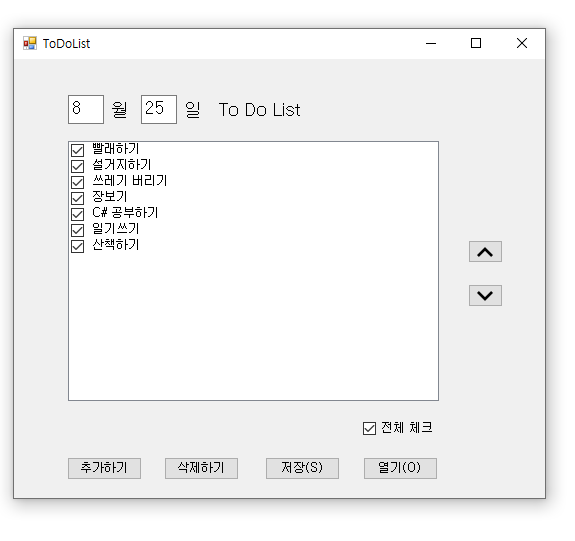 ToDoList
8 월 25 일 To Do List
빨래하기
설거지하기
쓰레기 버리기
장보기
C# 공부하기
일기쓰기
산책하기
전체 체크
추가하기 삭제하기 저장(S) 열기(O)